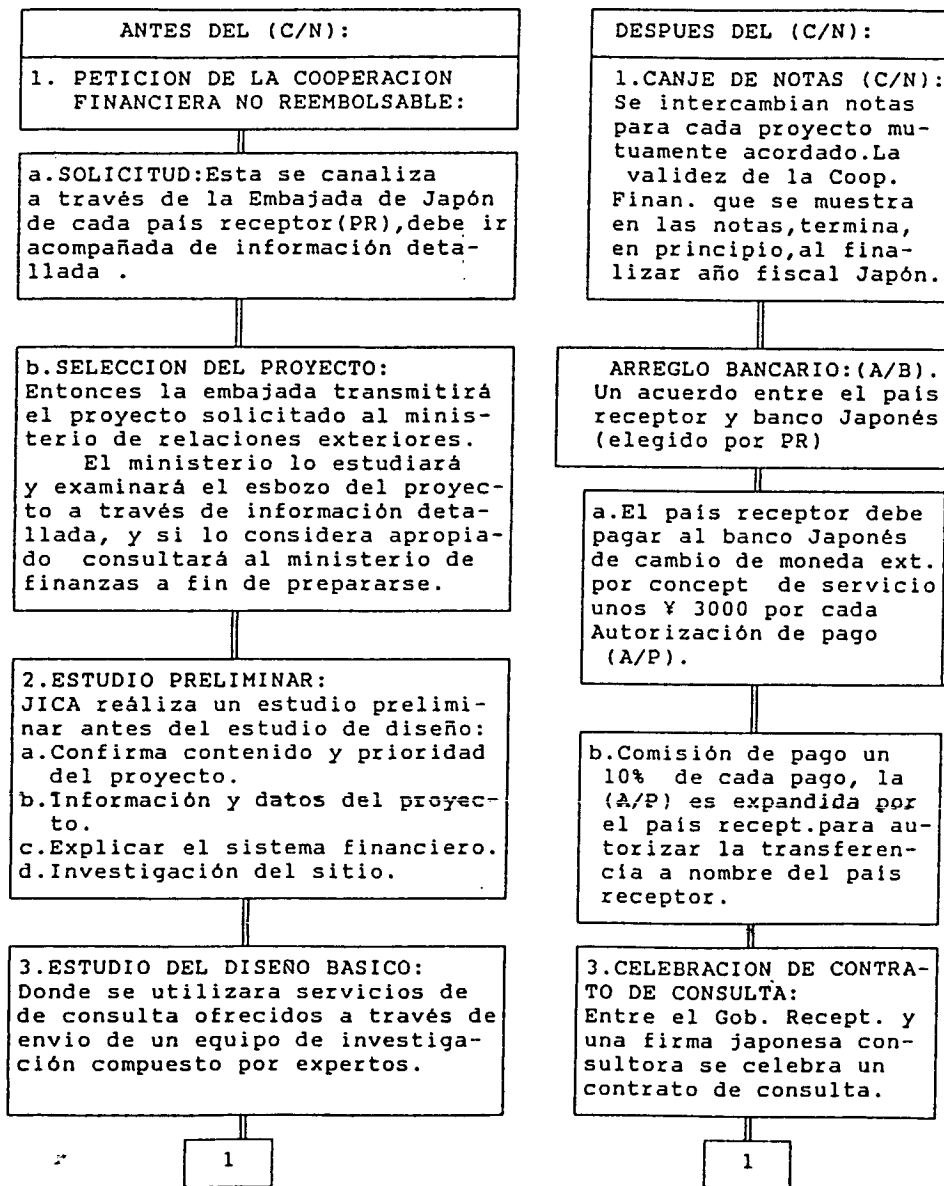 ANTES DEL (C/N):
1. PETICION DE LA COOPERACION
FINANCIERA NO REEMBOLSABLE:
a.SOLICITUD:Esta se canaliza
a través de la Embajada de Japón
de cada país receptor(PR),debe ir
acompañada de información deta-
llada .
b.SELECCION DEL PROYECTO:
Entonces la embajada transmitirá
el proyecto solicitado al minis-
terio de relaciones exteriores.
El ministerio lo estudiará
y examinará el esbozo del proyec-
to a través de información deta-
llada, y si lo considera apropia-
do consultará al ministerio de
finanzas a fin de prepararse.
2.ESTUDIO PRELIMINAR:
JICA reáliza un estudio prelimi-
nar antes del estudio de diseño:
a.Confirma contenido y prioridad
del proyecto.
b.Información y datos del proyec-
to.
c.Explicar el sistema financiero.
d.Investigación del sitio.
3.ESTUDIO DEL DISEÑO BASICO:
Donde se utilizara servicios de
de consulta ofrecidos a través de
envio de un equipo de investiga-
ción compuesto por expertos.
1
DESPUES DEL (C/N):
1.CANJE DE NOTAS (C/N):
Se intercambian notas
para cada proyecto mu-
tuamente acordado.La
validez de la Coop.
Finan. que se muestra
en las notas,termina,
en principio,al fina-
lizar año fiscal Japón.
ARREGLO BANCARIO:(A/B).
Un acuerdo entre el país
receptor y banco Japonés
(elegido por PR)
a.El país receptor debe
pagar al banco Japonés
de cambio de moneda ext.
por concept de servicio
unos ¥ 3000 por cada
Autorización de pago
(A/P).
b.Comisión de pago un
10% de cada pago, la
(A/P) es expandida por
el país recept.para au-
torizar la transferen-
cía a nombre del país
receptor.
3.CELEBRACION DE CONTRA-
TO DE CONSULTA:
Entre el Gob. Recept. y
una firma japonesa con-
sultora se celebra un
contrato de consulta.
1